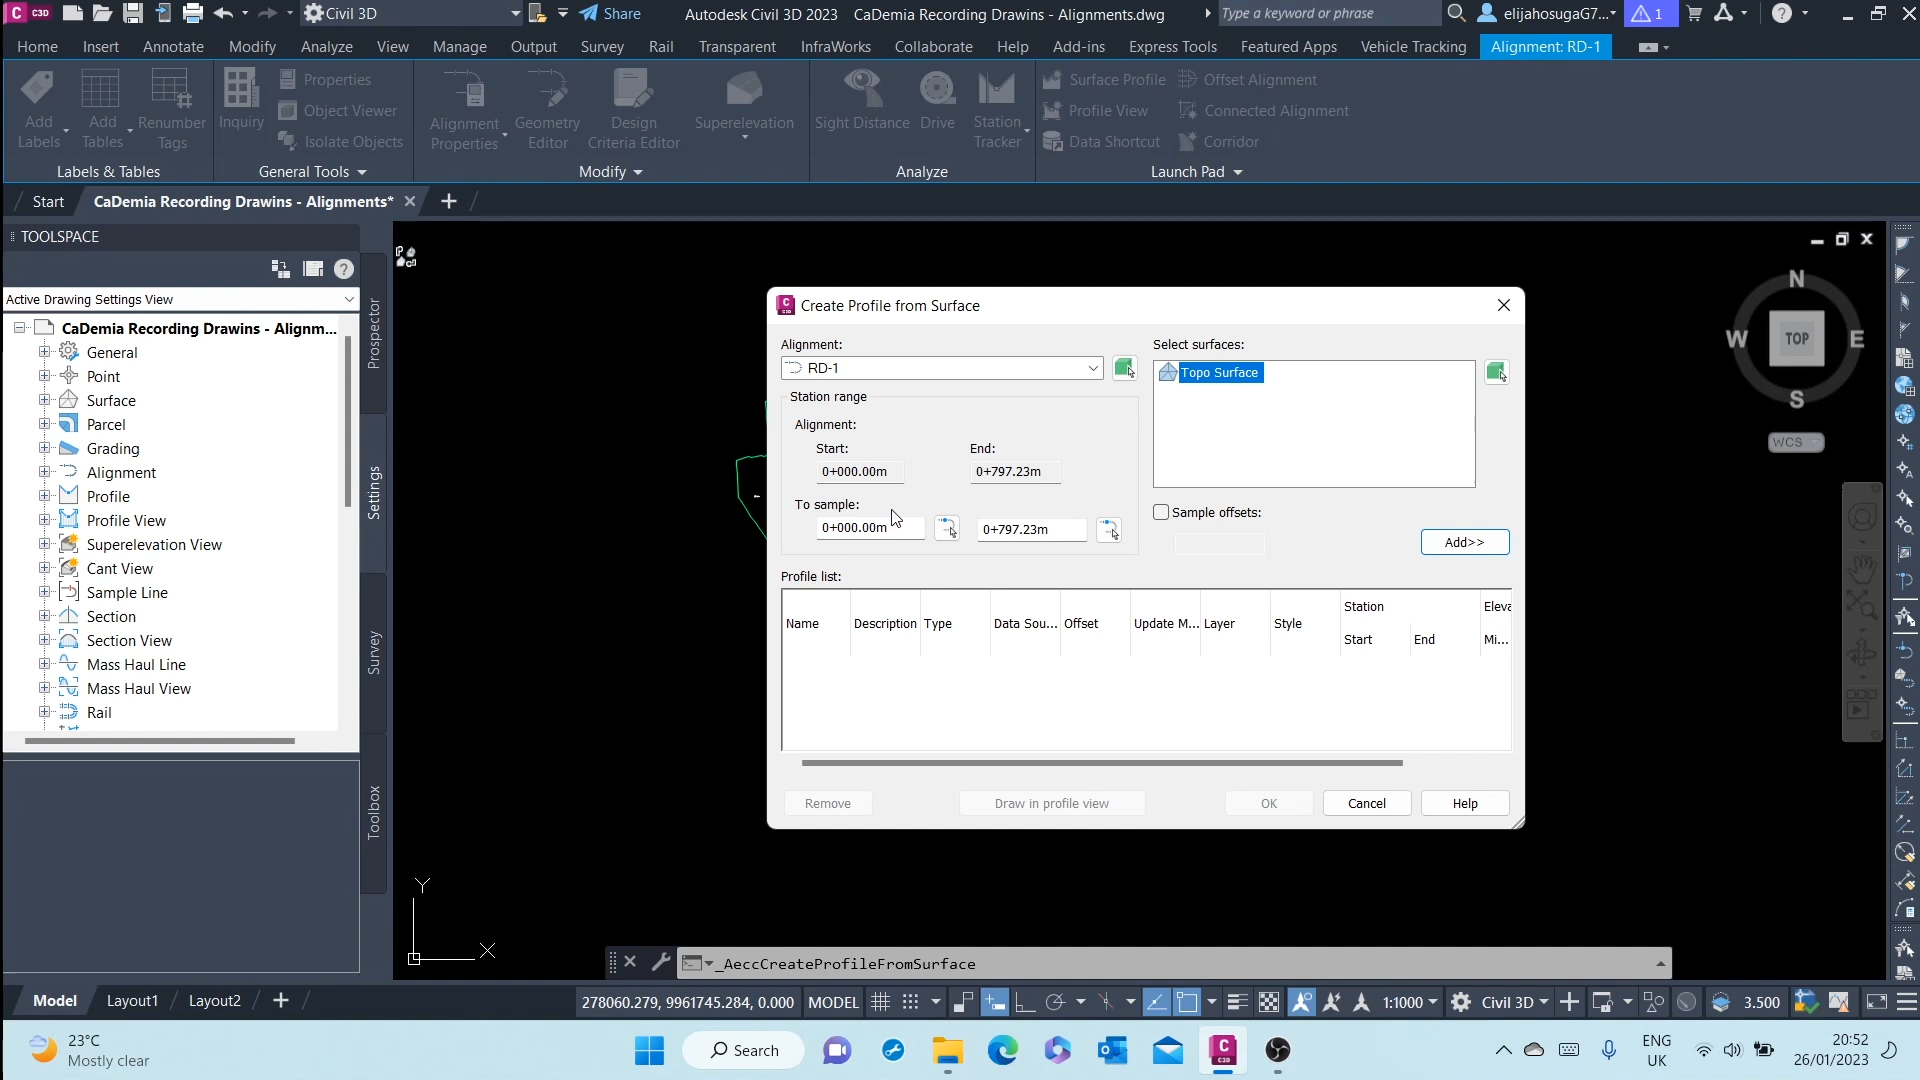 C3D Civil 3D Share Autodesk Civil 3D 2023 CaDemia Recording Drawins - Alignments.dwg Type a keyword or phrase elijahosugaG7... 1
Home Insert Annotate Modify Analyze View Manage Output Survey Rail Transparent InfraWorks Collaborate Help Add-ins Express Tools Featured Apps Vehicle Tracking Alignment: RD-1
Add Labels
Add Tables
Renumber Tags
Inquiry
Properties
Object Viewer
Isolate Objects
Alignment Properties
Geometry Editor
Design Criteria Editor
Superelevation
Sight Distance
Drive
Station Tracker
Surface Profile
Profile View
Data Shortcut
Offset Alignment
Connected Alignment
Corridor
Labels & Tables General Tools Modify Analyze Launch Pad
Start CaDemia Recording Drawins - Alignments*
TOOLSPACE
Active Drawing Settings View
CaDemia Recording Drawins - Alignm...
General
Point
Surface
Parcel
Grading
Alignment
Profile
Profile View
Superelevation View
Cant View
Sample Line
Section
Section View
Mass Haul Line
Mass Haul View
Rail
Prospector
Settings
Survey
Toolbox
N
W TOP E
S
WCS
Create Profile from Surface
Alignment:
RD-1
Station range
Alignment:
Start: End:
0+000.00m 0+797.23m
To sample:
0+000.00m 0+797.23m
Select surfaces:
Topo Surface
Sample offsets:
Add>>
Profile list:
Name Description Type Data Sou... Offset Update M... Layer Style Station Eleva
Start End Mi...
Remove Draw in profile view OK Cancel Help
Y
X
_AeccCreateProfileFromSurface
Model Layout1 Layout2 278060.279, 9961745.284, 0.000 MODEL 1:1000 Civil 3D 3.500
23°C
Mostly clear
Search
ENG
UK
20:52
26/01/2023